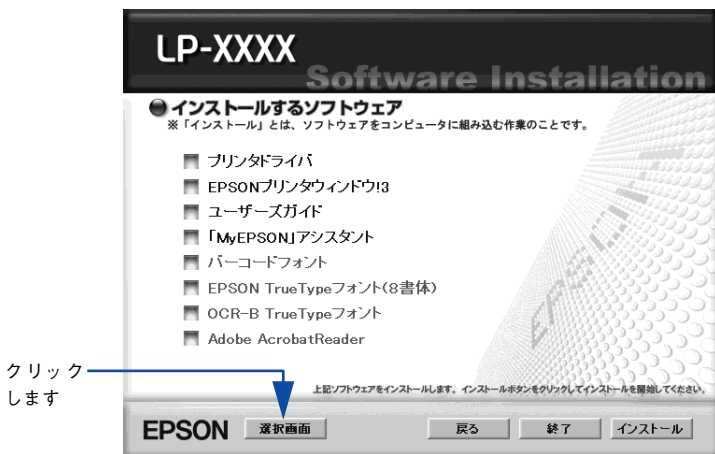 LP-XXXX
Software Installation
インストールするソフトウェア
※「インストール」とは、ソフトウェアをコンピュータに組み込む作業のことです。
プリンタドライバ
EPSONプリンタウィンドウ!3
ユーザーズガイド
「MyEPSON」アシスタント
バーコードフォント
EPSON TrueTypeフォント(8書体)
OCR-B TrueTypeフォント
Adobe AcrobatReader
EPSON
クリック
します
上記ソフトウェアをインストールします。インストールボタンをクリックしてインストールを開始してください。
EPSON 選択画面 戻る 終了 インストール